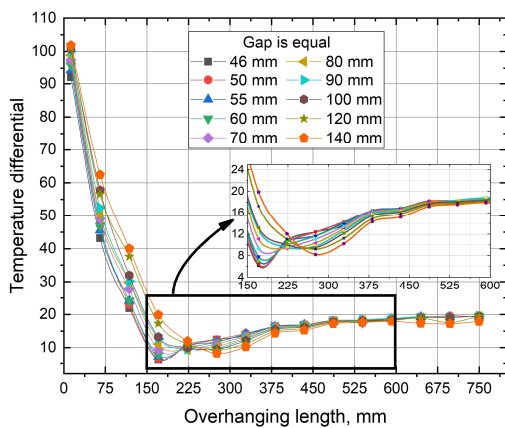 Gap is equal
46 mm
80 mm
50 mm
90 mm
55 mm
100 mm
60 mm
120 mm
70 mm
140 mm
Temperature differential
110
100
90
80
70
60
50
40
30
20
10
24
20
16
12
8
4
150 225 300 375 450 525 600
0 75 150 225 300 375 450 525 600 675 750
Overhanging length, mm